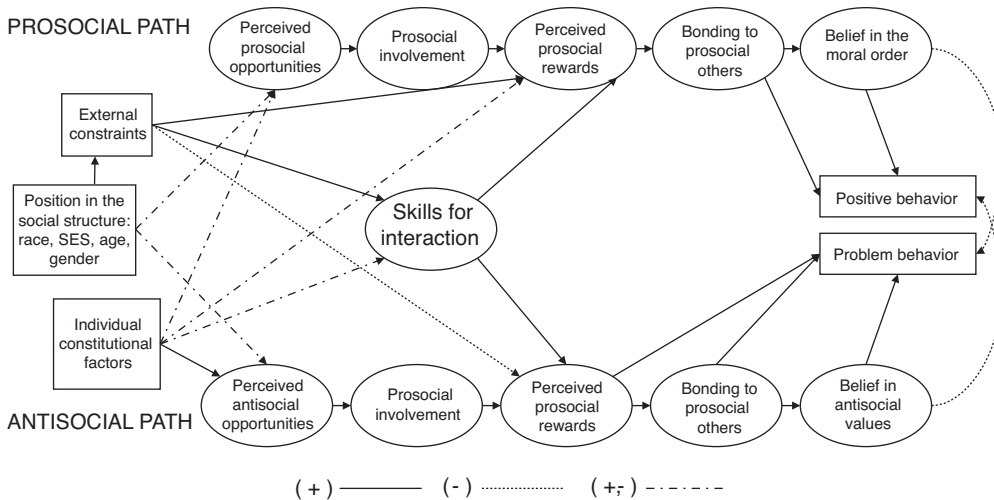 PROSOCIAL PATH
Perceived
prosocial
opportunities
Prosocial
involvement
Perceived
prosocial
rewards
Bonding to
prosocial
others
Belief in the
moral order
External
constraints
Position in the
social structure:
race, SES, age,
gender
Skills for
interaction
Positive behavior
Problem behavior
Individual
constitutional
factors
Perceived
antisocial
opportunities
Prosocial
involvement
Perceived
prosocial
rewards
Bonding to
prosocial
others
Belief in
antisocial
values
ANTISOCIAL PATH
(+) (-) (+;-)